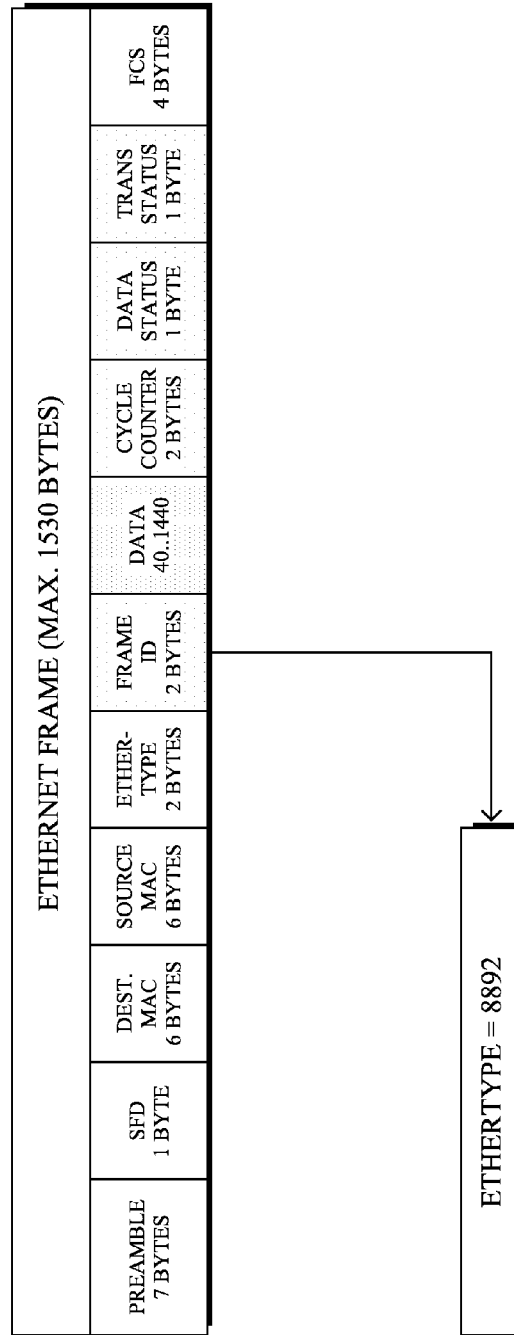 ETHERNET FRAME (MAX. 1530 BYTES)
PREAMBLE
7 BYTES
SFD
1 BYTE
DEST.
MAC
6 BYTES
SOURCE
MAC
6 BYTES
ETHER-
TYPE
2 BYTES
FRAME
ID
2 BYTES
DATA
40..1440
CYCLE
COUNTER
2 BYTES
DATA
STATUS
1 BYTE
TRANS
STATUS
1 BYTE
FCS
4 BYTES
ETHERTYPE = 8892